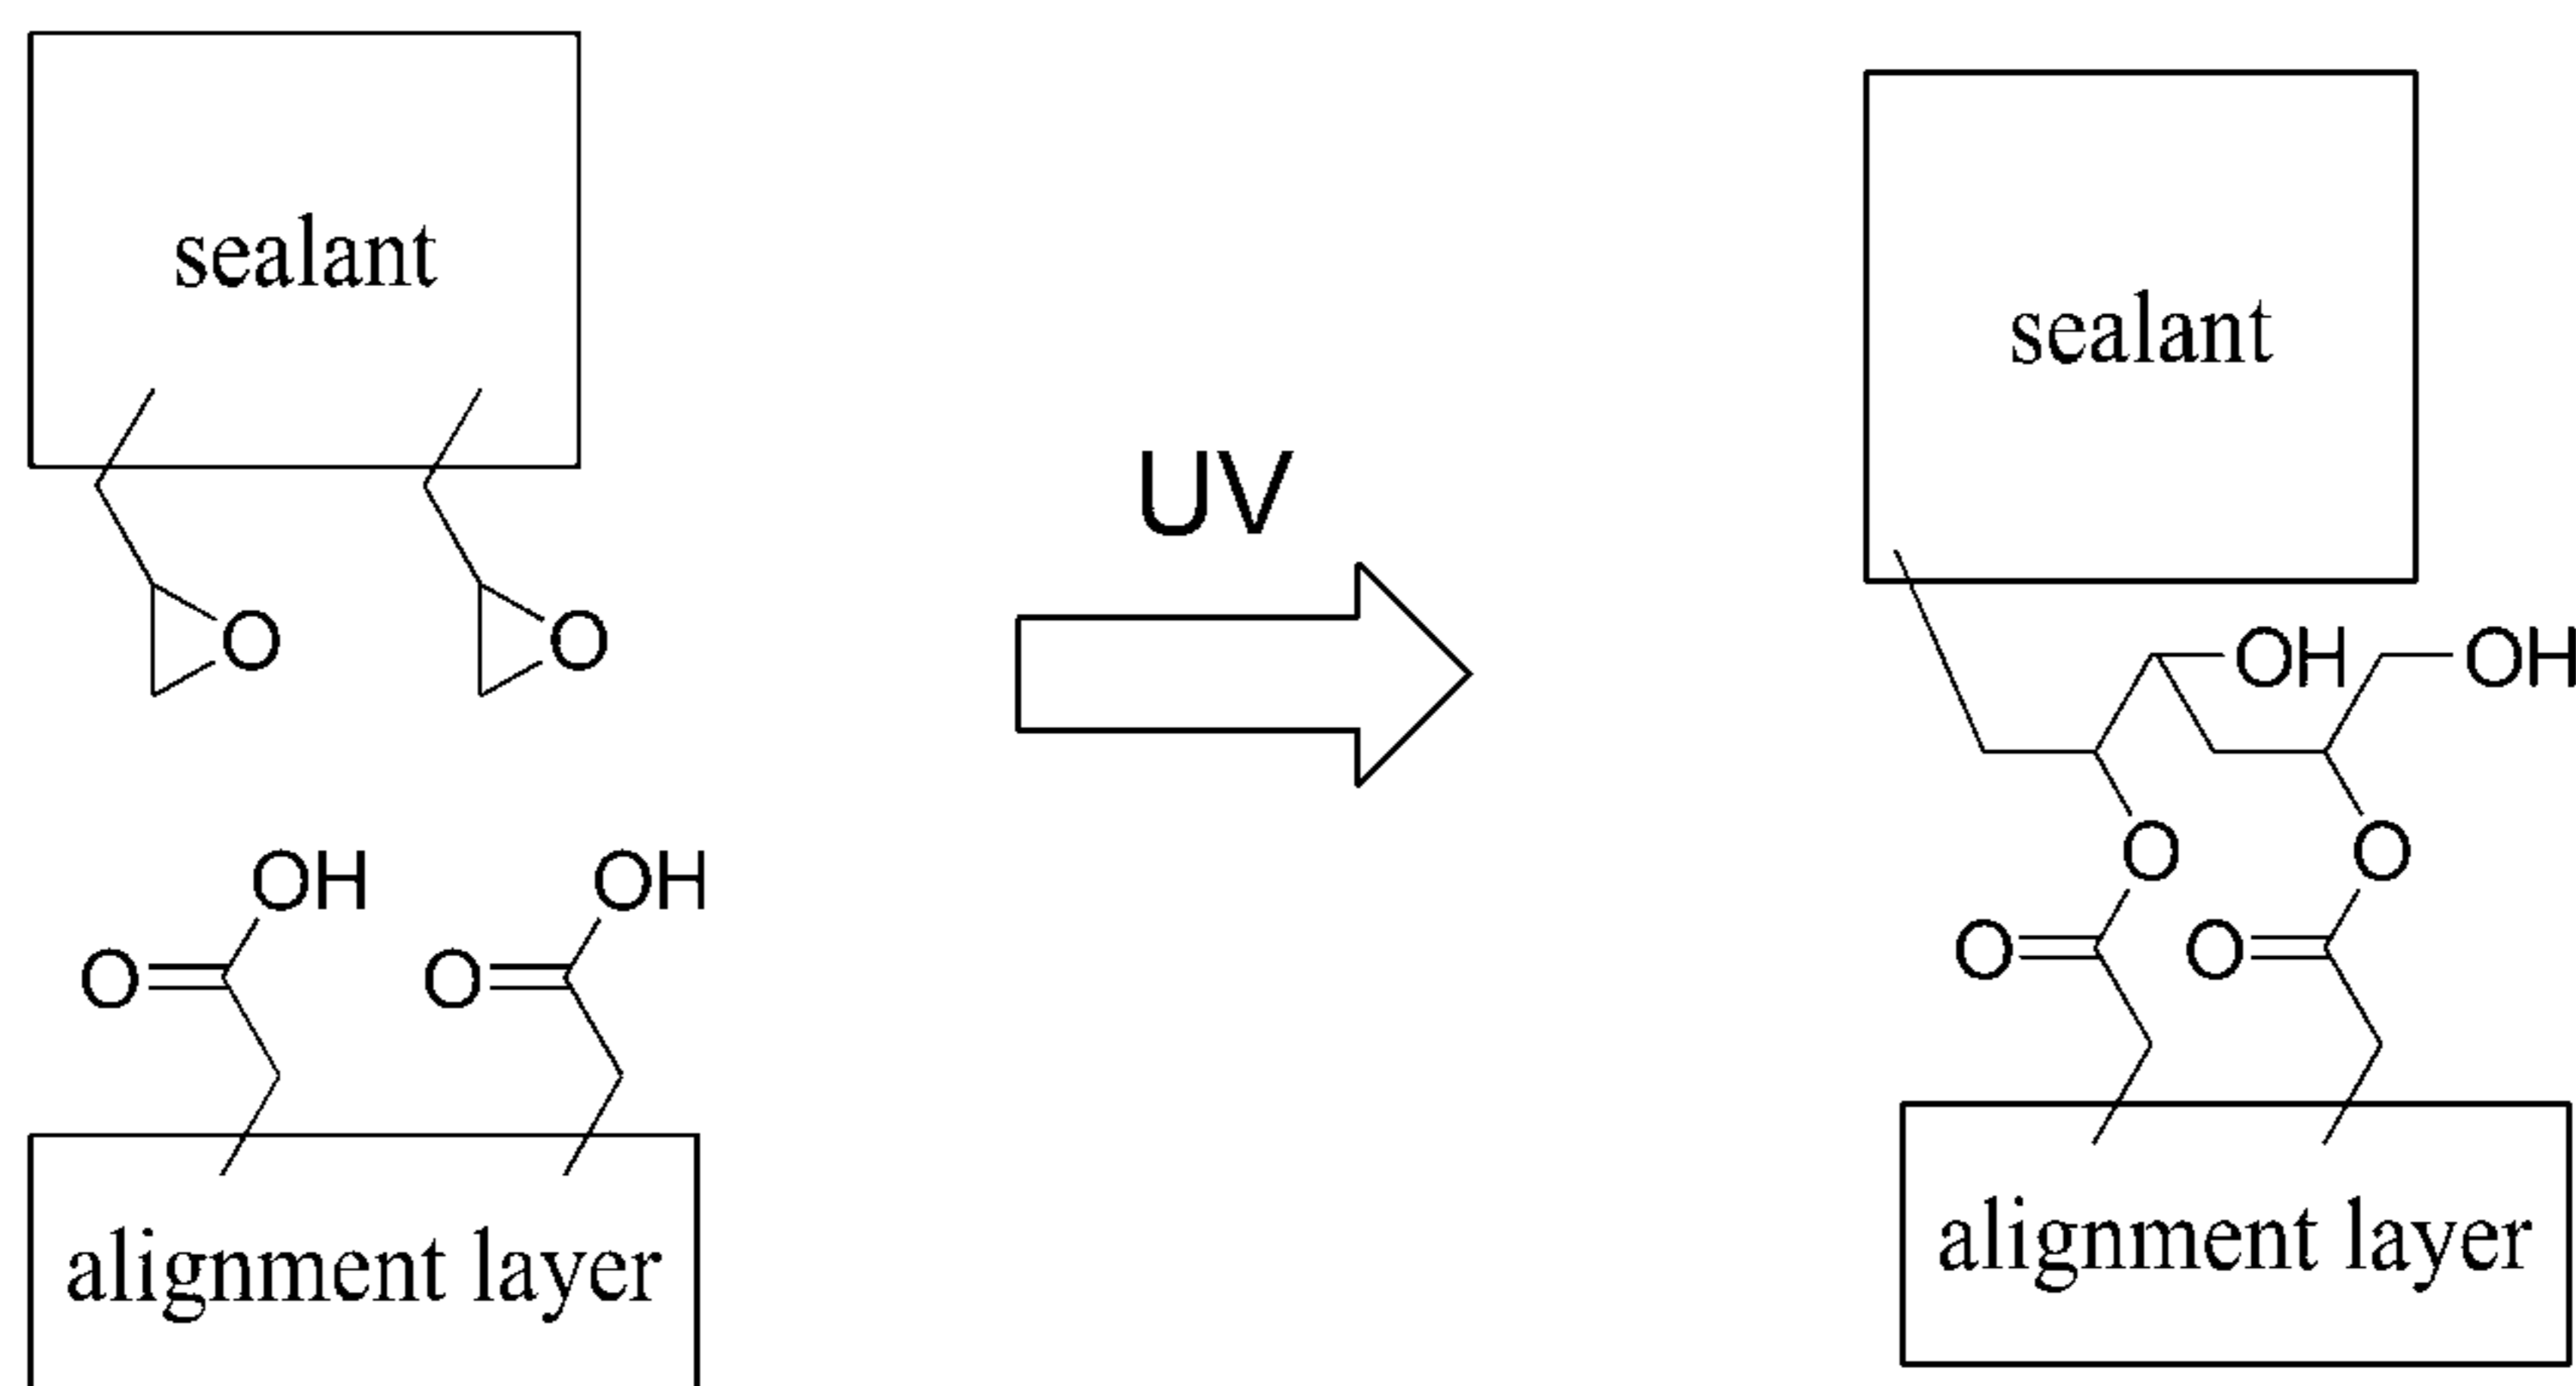 sealant
O
O
OH
OH
O
O
alignment layer
UV
sealant
OH
OH
O
O
O
O
alignment layer